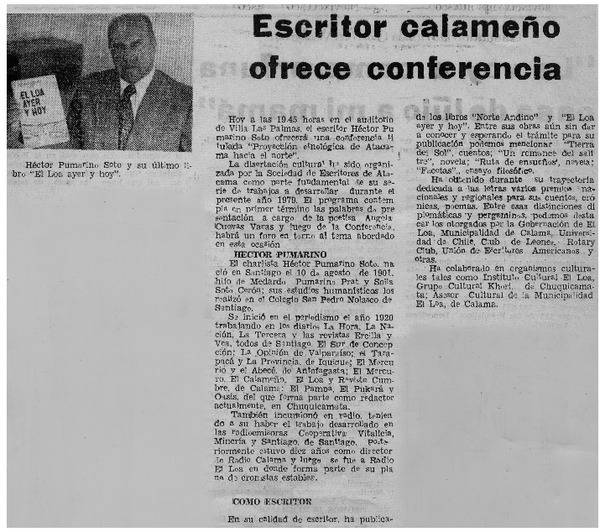 Escritor calameño
ofrece conferencia
EL LOA
AYER
Y HOY
Héctor Pumarino Soto y su último li-
bro "El Loa ayer y hoy".
Hoy a las 19.45 horas en el auditorio
de Villa Las Palmas, el escritor Héctor Pu
marino Soto ofrecerá una conferencia ti
tulada "Proyección etnológica de Ataca-
ma hacia el norte".
La disertación cultural ha sido organi-
zada por la Sociedad de Escritores de Ata-
cama como parte fundamental de su se-
rie de trabajos a desarrollar durante el
presente año 1979. El programa contem-
pla en primer término las palabras de pre-
sentación a cargo de la poetisa Angela
Cuevas Varas y luego de la Conferencia,
habrá un foro en torno al tema abordado
en esta ocasión
HECTOR PUMARINO
El charlista Héctor Pumarino Soto, na-
ció en Santiago el 10 de agosto de 1901,
hijo de Medardo Pumarino Prat y Sofía
Soto Cerón; sus estudios humanísticos los
realizó en el Colegio San Pedro Nolasco de
Santiago.
Se inició en el periodismo el año 1920
trabajando en los diarios La Hora, La Na-
ción, La Tercera y las revistas Ercilla y
Vea, todos de Santiago. El Sur de Concep-
ción; La Opinión de Valparaíso; el Tara-
pacá y La Provincia, de Iquique; El Mercu-
rio y el Abecé, de Antofagasta; El Mercu-
rio, El Calameño, El Loa y Revista Cum-
bre, de Calama; El Pampa, El Pukará y
Oasis, del que forma parte como redactor
actualmente, en Chuquicamata.
También incursionó en radio, tenien-
do a su haber el trabajo desarrollado en
las radioemisoras Cooperativa Vitalicia,
Minería y Santiago, de Santiago. Poste-
riormente estuvo diez años como director
de Radio Calama y luego se fue a Radio
El Loa en donde forma parte de su pla
na de cronistas estables.
COMO ESCRITOR
En su calidad de escritor, ha publica-
do los libros "Norte Andino" y "El Loa
ayer y hoy". Entre sus obras aún sin dar
a conocer y esperando el trámite para su
publicación podemos mencionar "Tierra
del Sol", cuentos; "Un romance del sali
tre", novela; "Ruta de ensueños", novela;
"Facetas", ensayo filosófico.
Ha obtenido durante su trayectoria
dedicada a las letras varios premios na-
cionales y regionales para sus cuentos, cró
nicas, poemas. Entre estas distinciones di
plomáticas y pergaminos, podemos desta
car los otorgados por la Gobernación de El
Loa, Municipalidad de Calama, Universi-
dad de Chile, Club de Leones, Rotary
Club, Unión de Escritores Americanos y
otras.
Ha colaborado en organismos cultura-
les tales como Instituto Cultural El Loa,
Grupo Cultural de Chuquicama-
ta; Asesor Cultural de la Municipalidad
El Loa, de Calama.